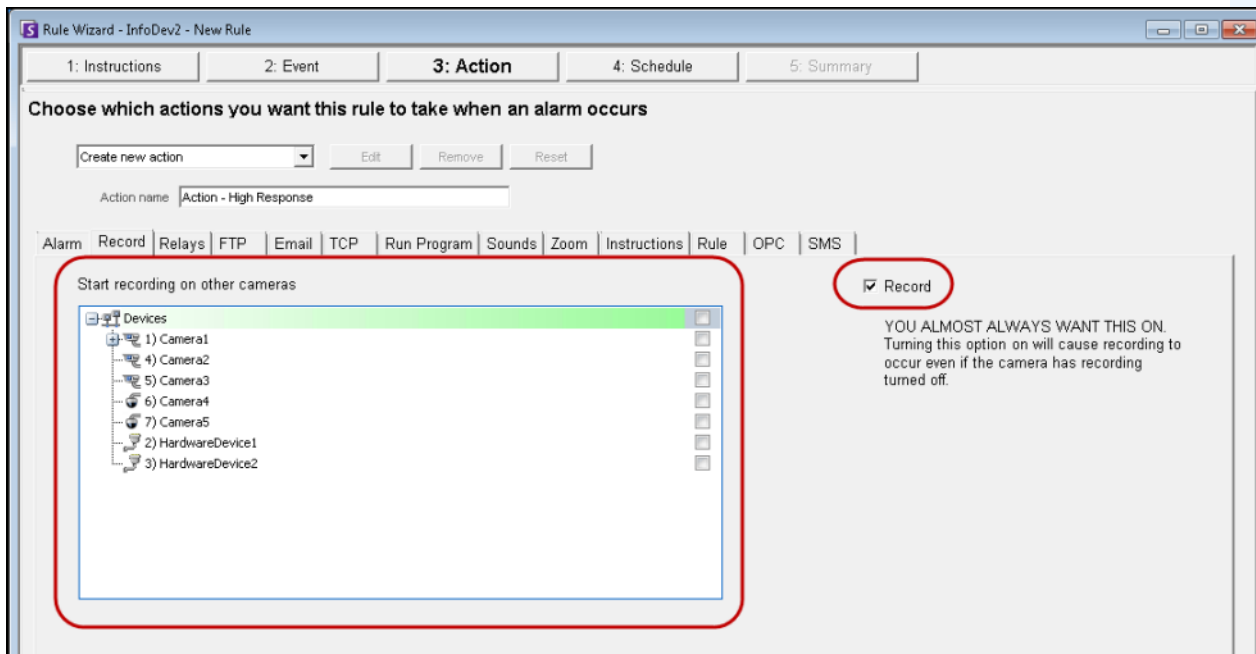 Rule Wizard - InfoDev2 - New Rule
1: Instructions
2: Event
3: Action
4: Schedule
5: Summary
Choose which actions you want this rule to take when an alarm occurs
Create new action
Edit
Remove
Reset
Action name
Action - High Response
Alarm
Record
Relays
FTP
Email
TCP
Run Program
Sounds
Zoom
Instructions
Rule
OPC
SMS
Start recording on other cameras
Devices
1) Camera1
4) Camera2
5) Camera3
6) Camera4
7) Camera5
2) HardwareDevice1
3) HardwareDevice2
Record
YOU ALMOST ALWAYS WANT THIS ON.
Turning this option on will cause recording to
occur even if the camera has recording
turned off.